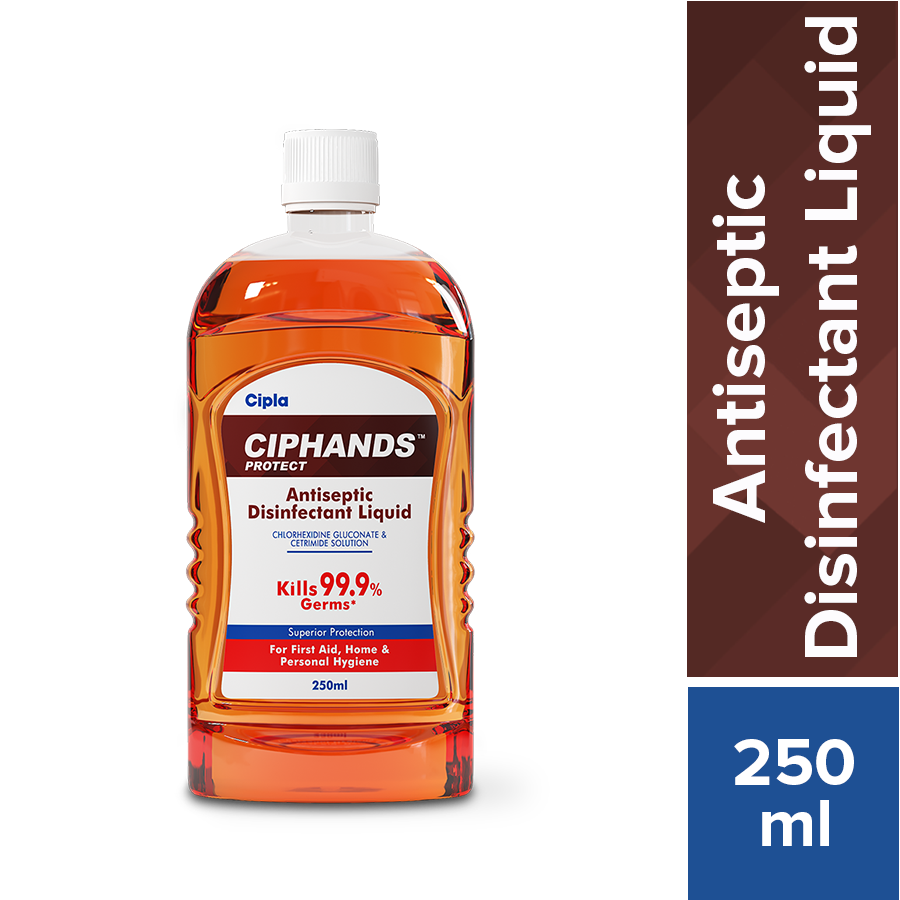 Cipla
CIPHANDS™
PROTECT
Antiseptic
Disinfectant Liquid
CHLORHEXIDINE GLUCONATE &
CETRIMIDE SOLUTION
Kills 99.9%
Germs*
Superior Protection
For First Aid, Home &
Personal Hygiene
250ml
Antiseptic
Disinfectant Liquid
250
ml